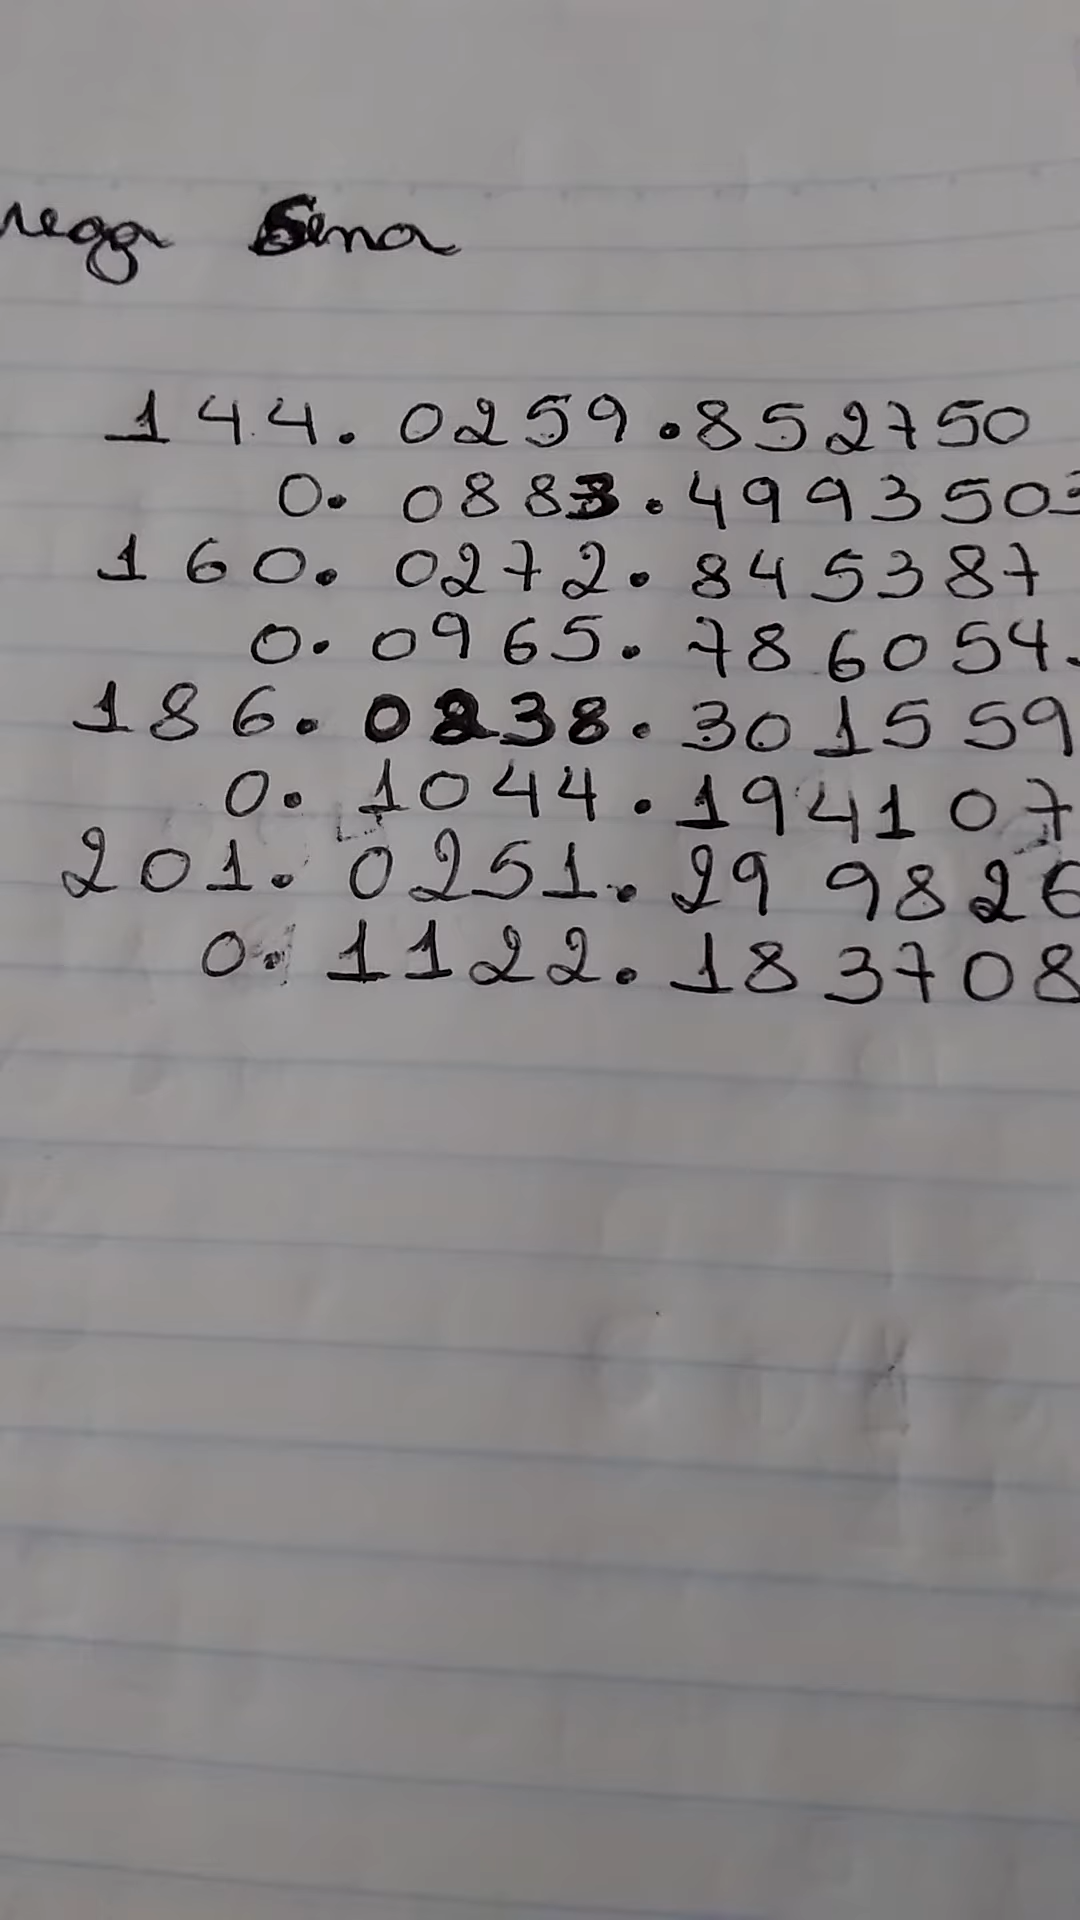 mega Sena
144. 0259.852750
0. 0883.4993503
160. 0272. 845387
0. 0965. 786054.
186. 0238. 301559
0. 1044. 194107
201. 0251. 299826
0. 1122. 183708